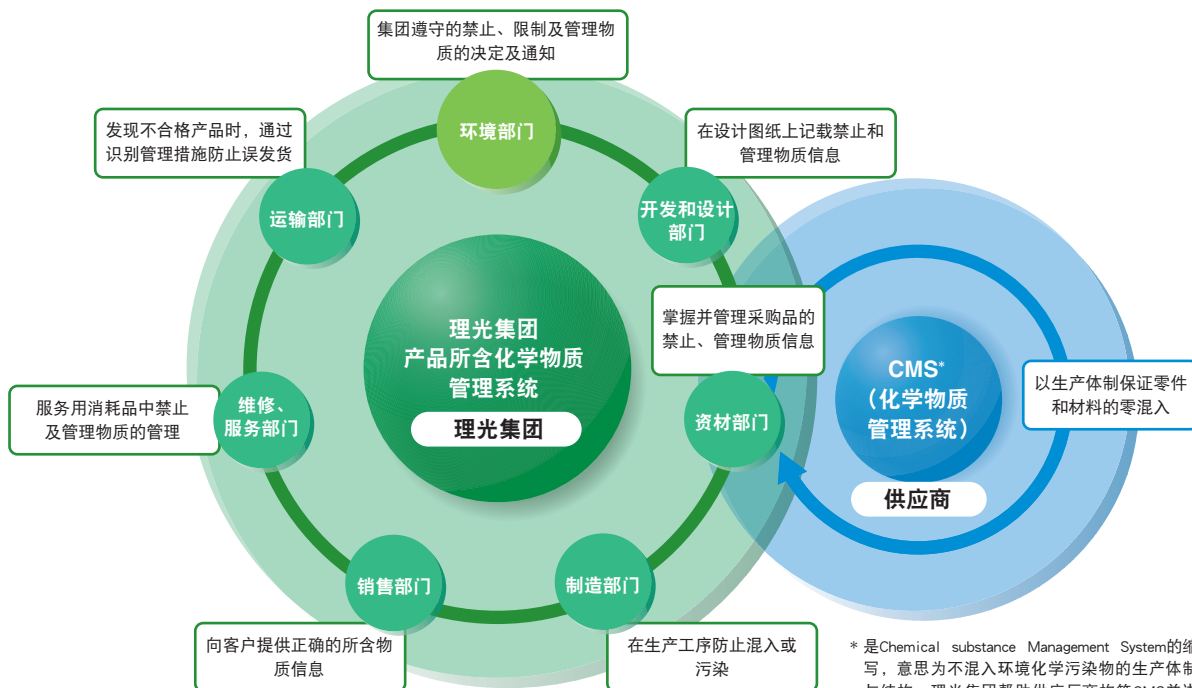 集团遵守的禁止、限制及管理物
质的决定及通知
环境部门
发现不合格产品时，通过
识别管理措施防止误发货
运输部门
在设计图纸上记载禁止和
管理物质信息
开发和设计
部门
理光集团
产品所含化学物质
管理系统
理光集团
掌握并管理采购品的
禁止、管理物质信息
资材部门
CMS*
（化学物质
管理系统）
供应商
以生产体制保证零件
和材料的零混入
服务用消耗品中禁止
及管理物质的管理
维修、
服务部门
销售部门
向客户提供正确的所含物
质信息
制造部门
在生产工序防止混入或
污染
* 是Chemical substance Management System的缩
写，意思为不混入环境化学污染物的生产体制